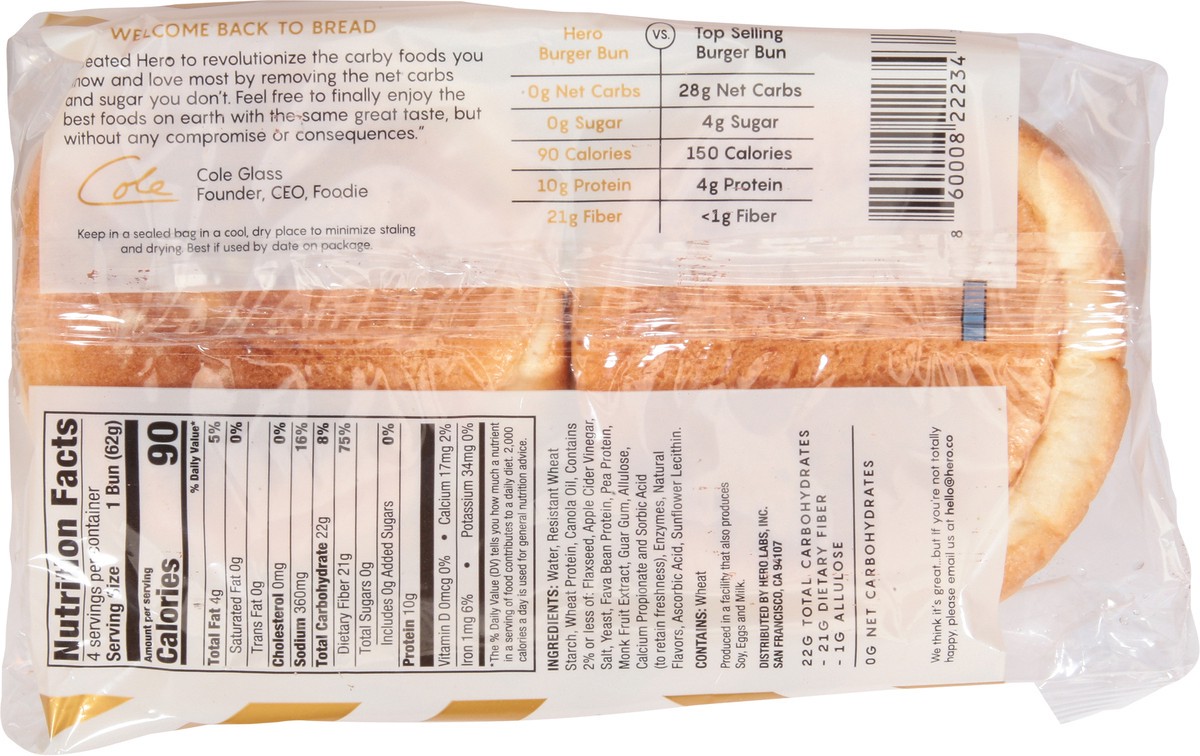 WELCOME BACK TO BREAD
eated Hero to revolutionize the carby foods you
now and love most by removing the net carbs
and sugar you don't. Feel free to finally enjoy the
best foods on earth with the same great taste, but
without any compromise or consequences."
Cole
Cole Glass
Founder, CEO, Foodie
Keep in a sealed bag in a cool, dry place to minimize staling
and drying. Best if used by date on package.
Hero Burger Bun VS. Top Selling Burger Bun
0g Net Carbs 28g Net Carbs
0g Sugar 4g Sugar
90 Calories 150 Calories
10g Protein 4g Protein
21g Fiber <1g Fiber
8 60008 22234
Nutrition Facts
4 servings per container
Serving Size 1 Bun (62g)
Amount per serving
Calories 90
% Daily Value*
Total Fat 4g 5%
Saturated Fat 0g 0%
Trans Fat 0g
Cholesterol 0mg 0%
Sodium 360mg 16%
Total Carbohydrate 22g 8%
Dietary Fiber 21g 75%
Total Sugars 0g
Includes 0g Added Sugars 0%
Protein 10g
Vitamin D 0mcg 0% • Calcium 17mg 2%
Iron 1mg 6% • Potassium 34mg 0%
*The % Daily Value (DV) tells you how much a nutrient
in a serving of food contributes to a daily diet. 2,000
calories a day is used for general nutrition advice.
INGREDIENTS: Water, Resistant Wheat
Starch, Wheat Protein, Canola Oil, Contains
2% or less of: Flaxseed, Apple Cider Vinegar,
Salt, Yeast, Fava Bean Protein, Pea Protein,
Monk Fruit Extract, Guar Gum, Allulose,
Calcium Propionate and Sorbic Acid
(to retain freshness), Enzymes, Natural
Flavors, Ascorbic Acid, Sunflower Lecithin.
CONTAINS: Wheat
Produced in a facility that also produces
Soy, Eggs and Milk.
DISTRIBUTED BY HERO LABS, INC.
SAN FRANCISCO, CA 94107
22G TOTAL CARBOHYDRATES
- 21G DIETARY FIBER
- 1G ALLULOSE
0G NET CARBOHYDRATES
We think it's great...but if you're not totally
happy, please email us at hello@hero.co